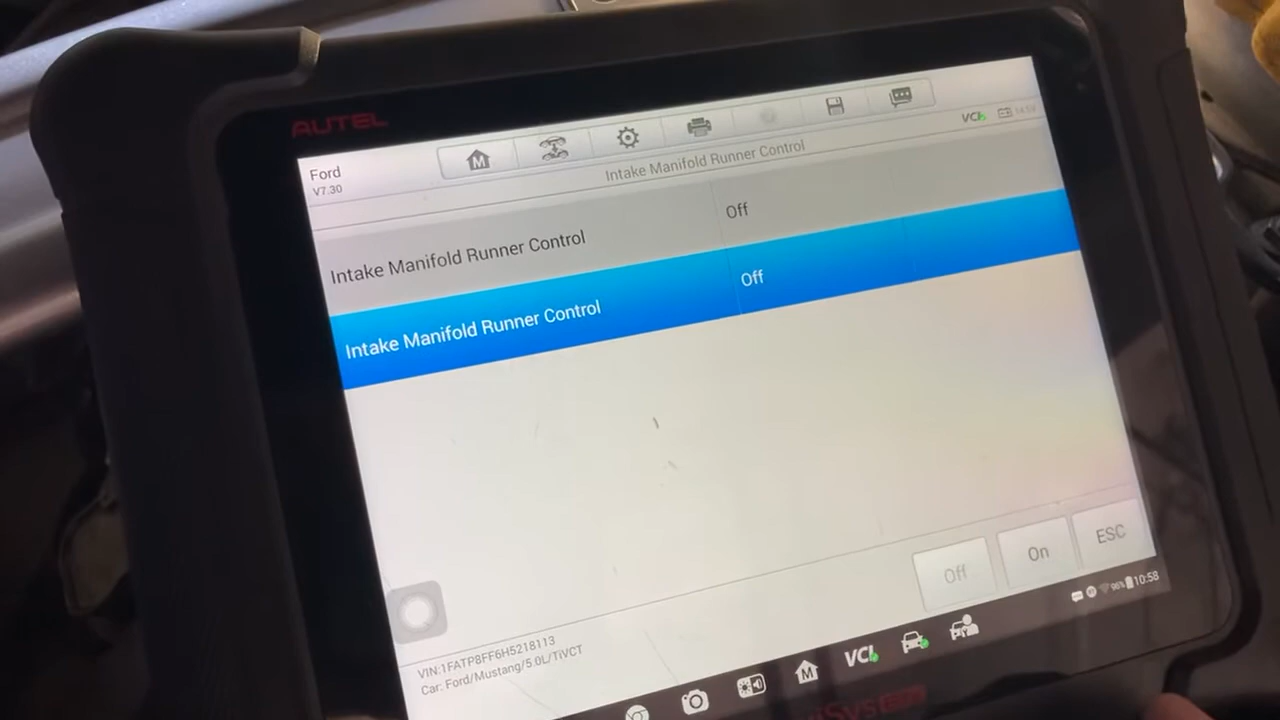 AUTEL
Ford
V7.30
M
VCI
Intake Manifold Runner Control
Intake Manifold Runner Control Off
Intake Manifold Runner Control Off
Off On ESC
VIN:1FATP8FF6H5218113
Car: Ford/Mustang/5.0L/TiVCT
96% 10:58
M VCI